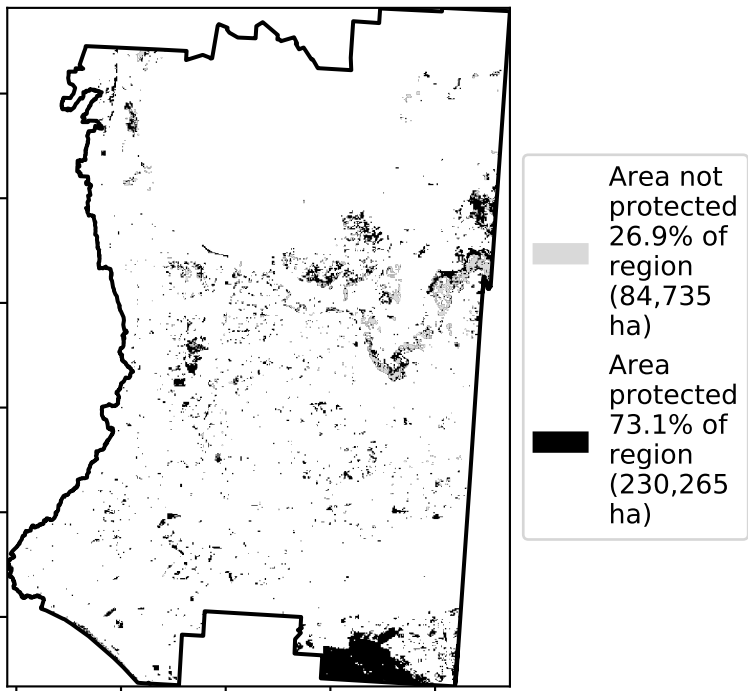 Area not
protected
26.9% of
region
(84,735
ha)
Area
protected
73.1% of
region
(230,265
ha)